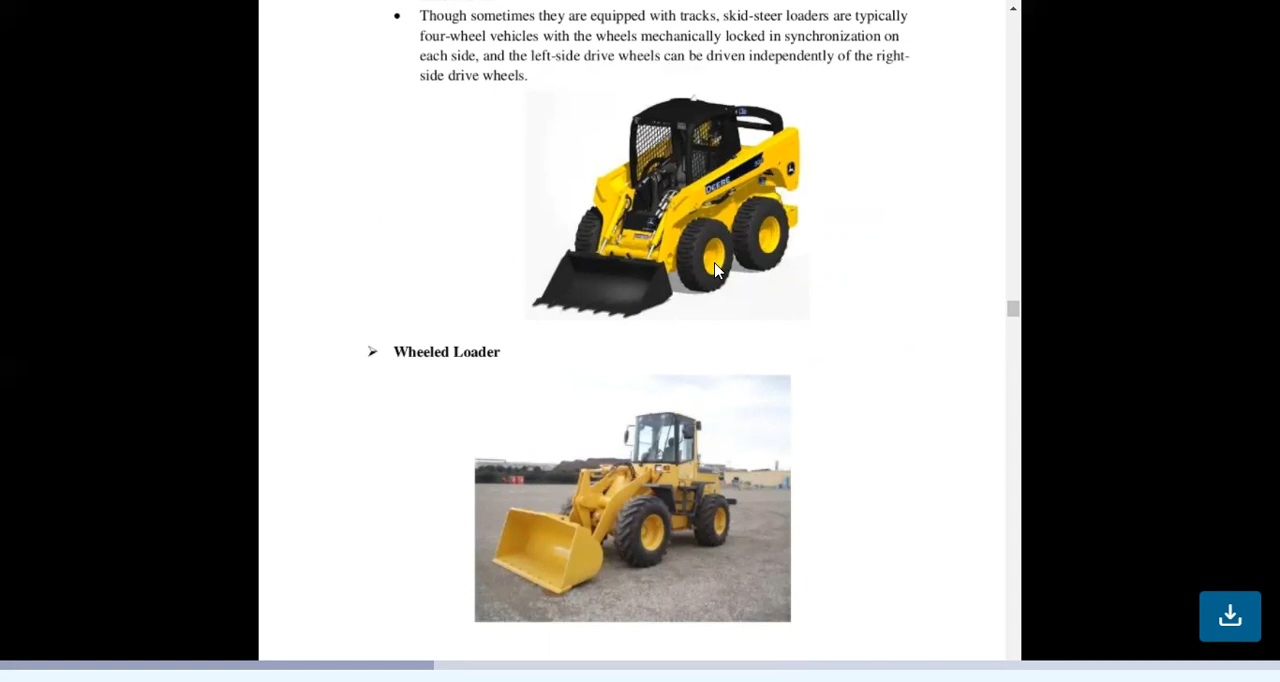 • Though sometimes they are equipped with tracks, skid-steer loaders are typically
four-wheel vehicles with the wheels mechanically locked in synchronization on
each side, and the left-side drive wheels can be driven independently of the right-
side drive wheels.
DEERE
➢ Wheeled Loader